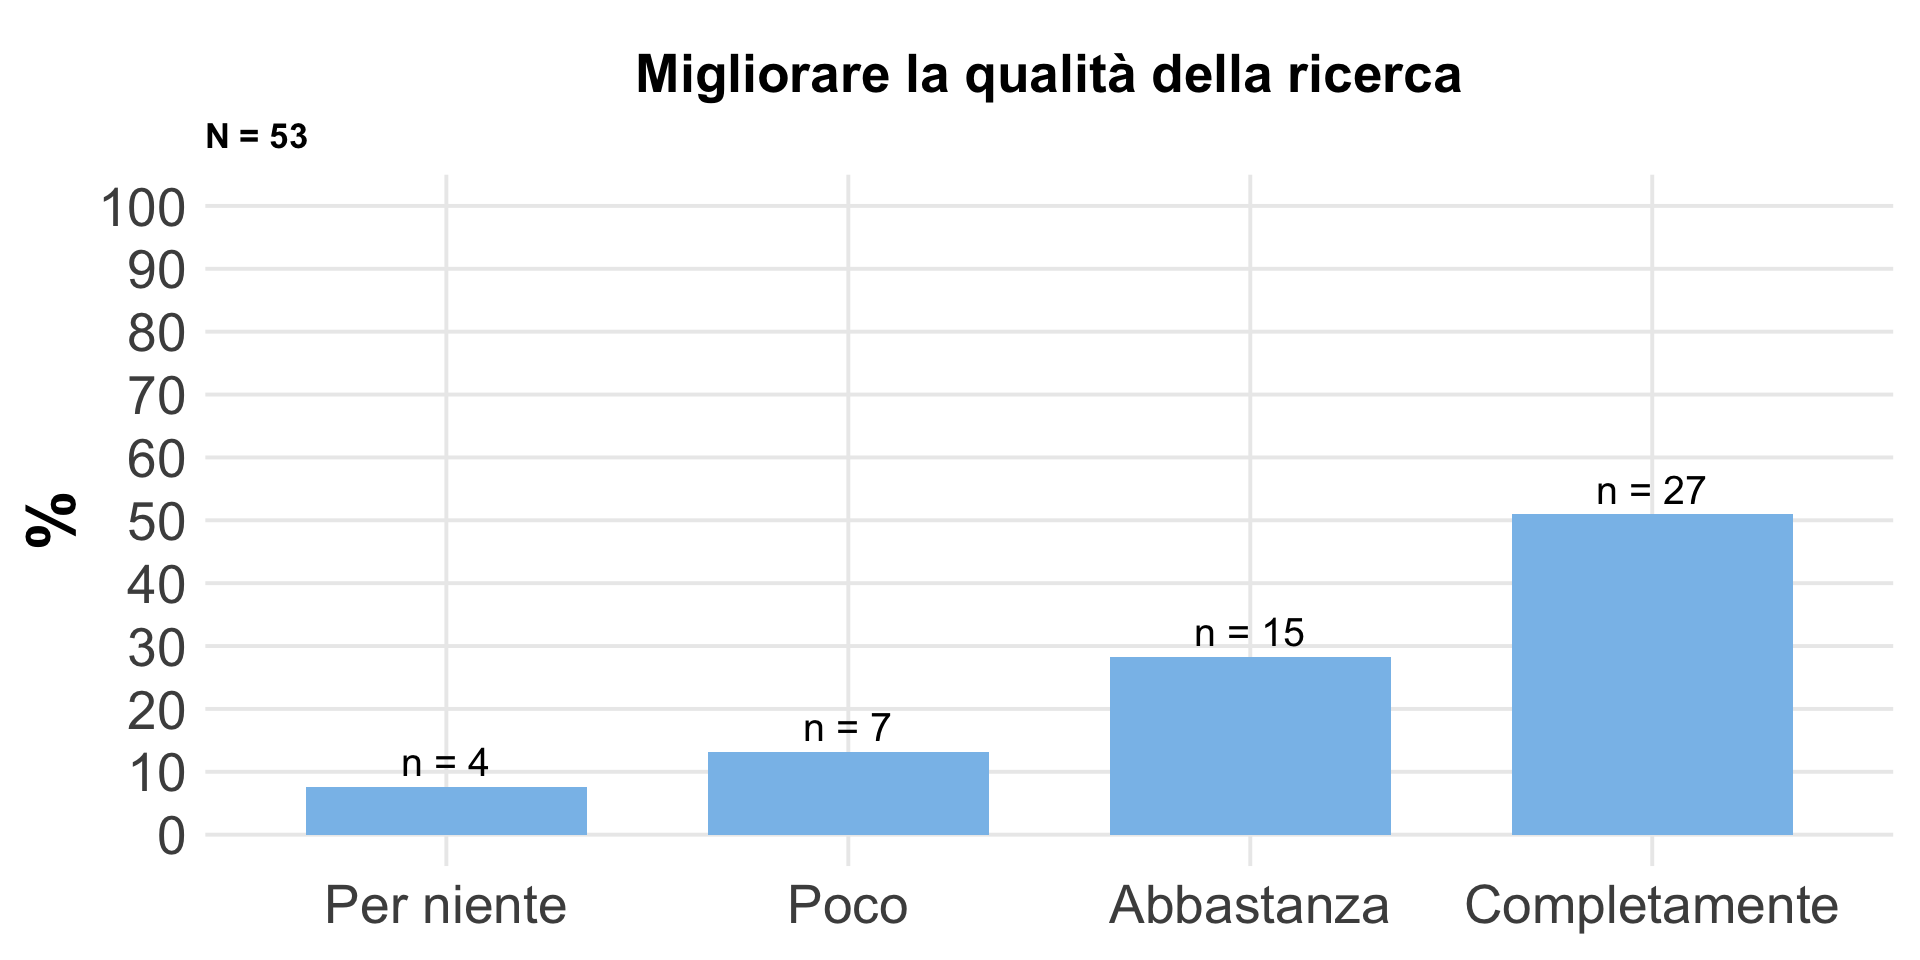 Migliorare la qualità della ricerca
N = 53
100
90
80
70
60
50
40
30
20
10
0
%
n = 4
n = 7
n = 15
n = 27
Per niente
Poco
Abbastanza
Completamente